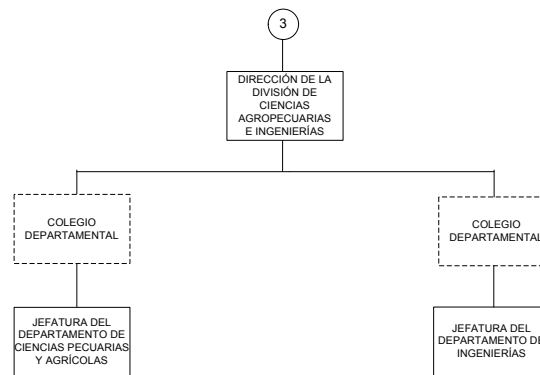 3
DIRECCIÓN DE LA
DIVISIÓN DE
CIENCIAS
AGROPECUARIAS
E INGENIERÍAS
COLEGIO
DEPARTAMENTAL
COLEGIO
DEPARTAMENTAL
JEFATURA DEL
DEPARTAMENTO DE
CIENCIAS PECUARIAS
Y AGRÍCOLAS
JEFATURA DEL
DEPARTAMENTO DE
INGENIERÍAS